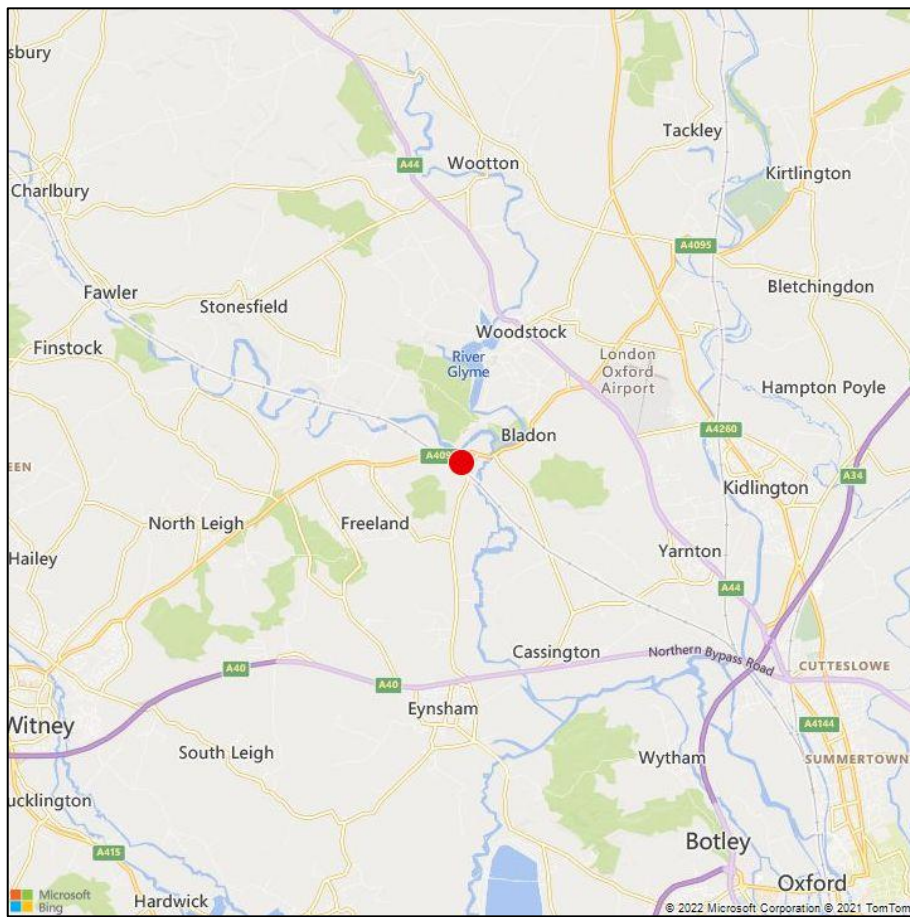 sbury
Tackley
A44
Wootton
Kirtlington
Charlbury
A4095
Bletchingdon
Fawler
Stonesfield
Woodstock
Finstock
River
Glyme
London
Oxford
Airport
Hampton Poyle
A4260
Bladon
A409
EEN
A34
Kidlington
North Leigh
Freeland
Hailey
Yarnton
A44
Cassington
Northern Bypass Road
CUTTESLOWE
A40
A40
Eynsham
Witney
A4144
South Leigh
Wytham
SUMMERTOWN
ucklington
Botley
A415
Oxford
Hardwick
Microsoft
Bing
© 2022 Microsoft Corporation © 2021 TomTom